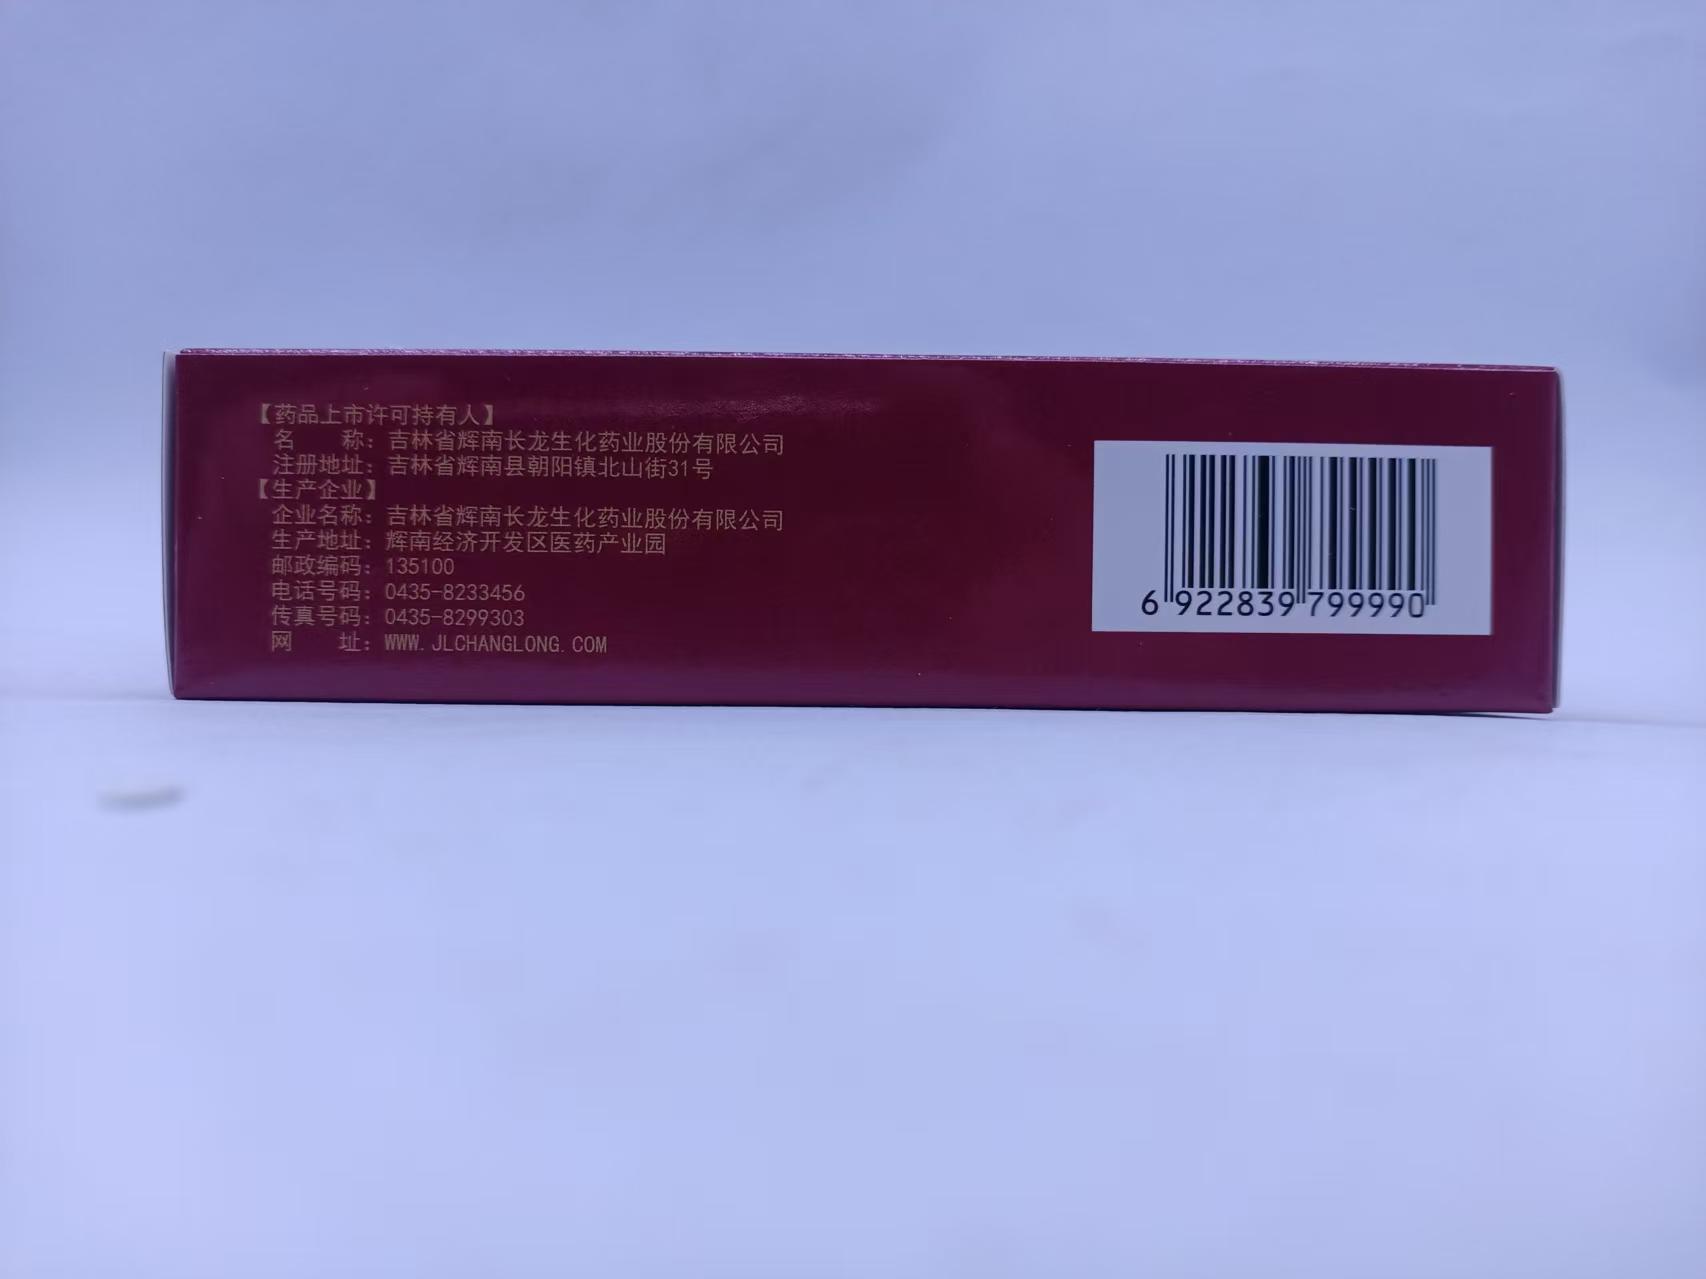 【药品上市许可持有人】
名　　称：吉林省辉南长龙生化药业股份有限公司
注册地址：吉林省辉南县朝阳镇北山街31号
【生产企业】
企业名称：吉林省辉南长龙生化药业股份有限公司
生产地址：辉南经济开发区医药产业园
邮政编码：135100
电话号码：0435-8233456
传真号码：0435-8299303
网　　址：WWW.JLCHANGLONG.COM
6 922839 799990